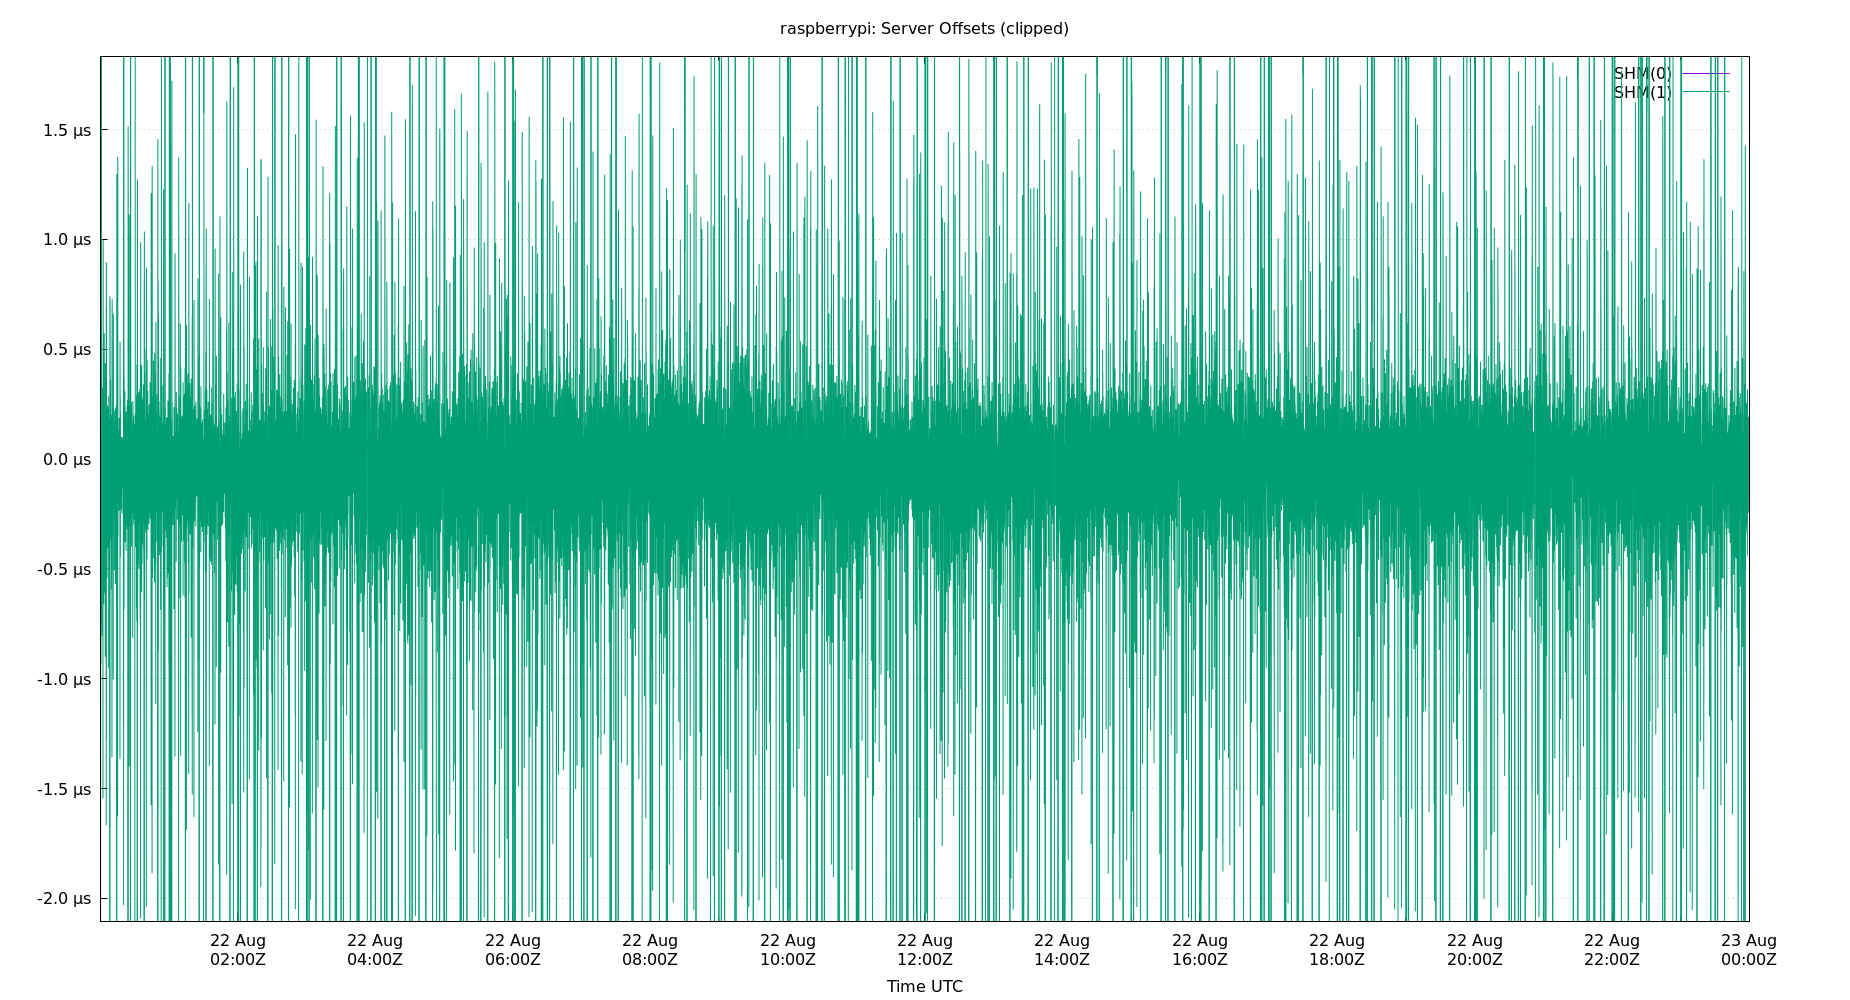 raspberrypi: Server Offsets (clipped)
SHM(0)
SHM(1)
1.5 µs
1.0 µs
0.5 µs
0.0 µs
-0.5 µs
-1.0 µs
-1.5 µs
-2.0 µs
22 Aug 22 Aug 22 Aug 22 Aug 22 Aug 22 Aug 22 Aug 22 Aug 22 Aug 22 Aug 22 Aug 23 Aug
02:00Z 04:00Z 06:00Z 08:00Z 10:00Z 12:00Z 14:00Z 16:00Z 18:00Z 20:00Z 22:00Z 00:00Z
Time UTC